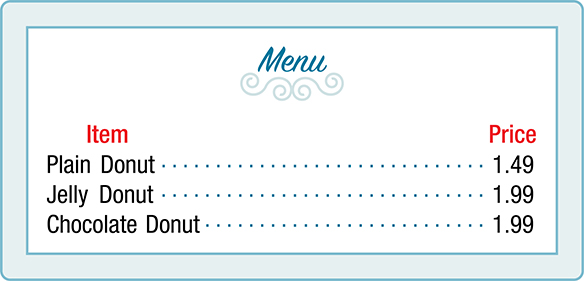 Menu
Item Price
Plain Donut 1.49
Jelly Donut 1.99
Chocolate Donut 1.99